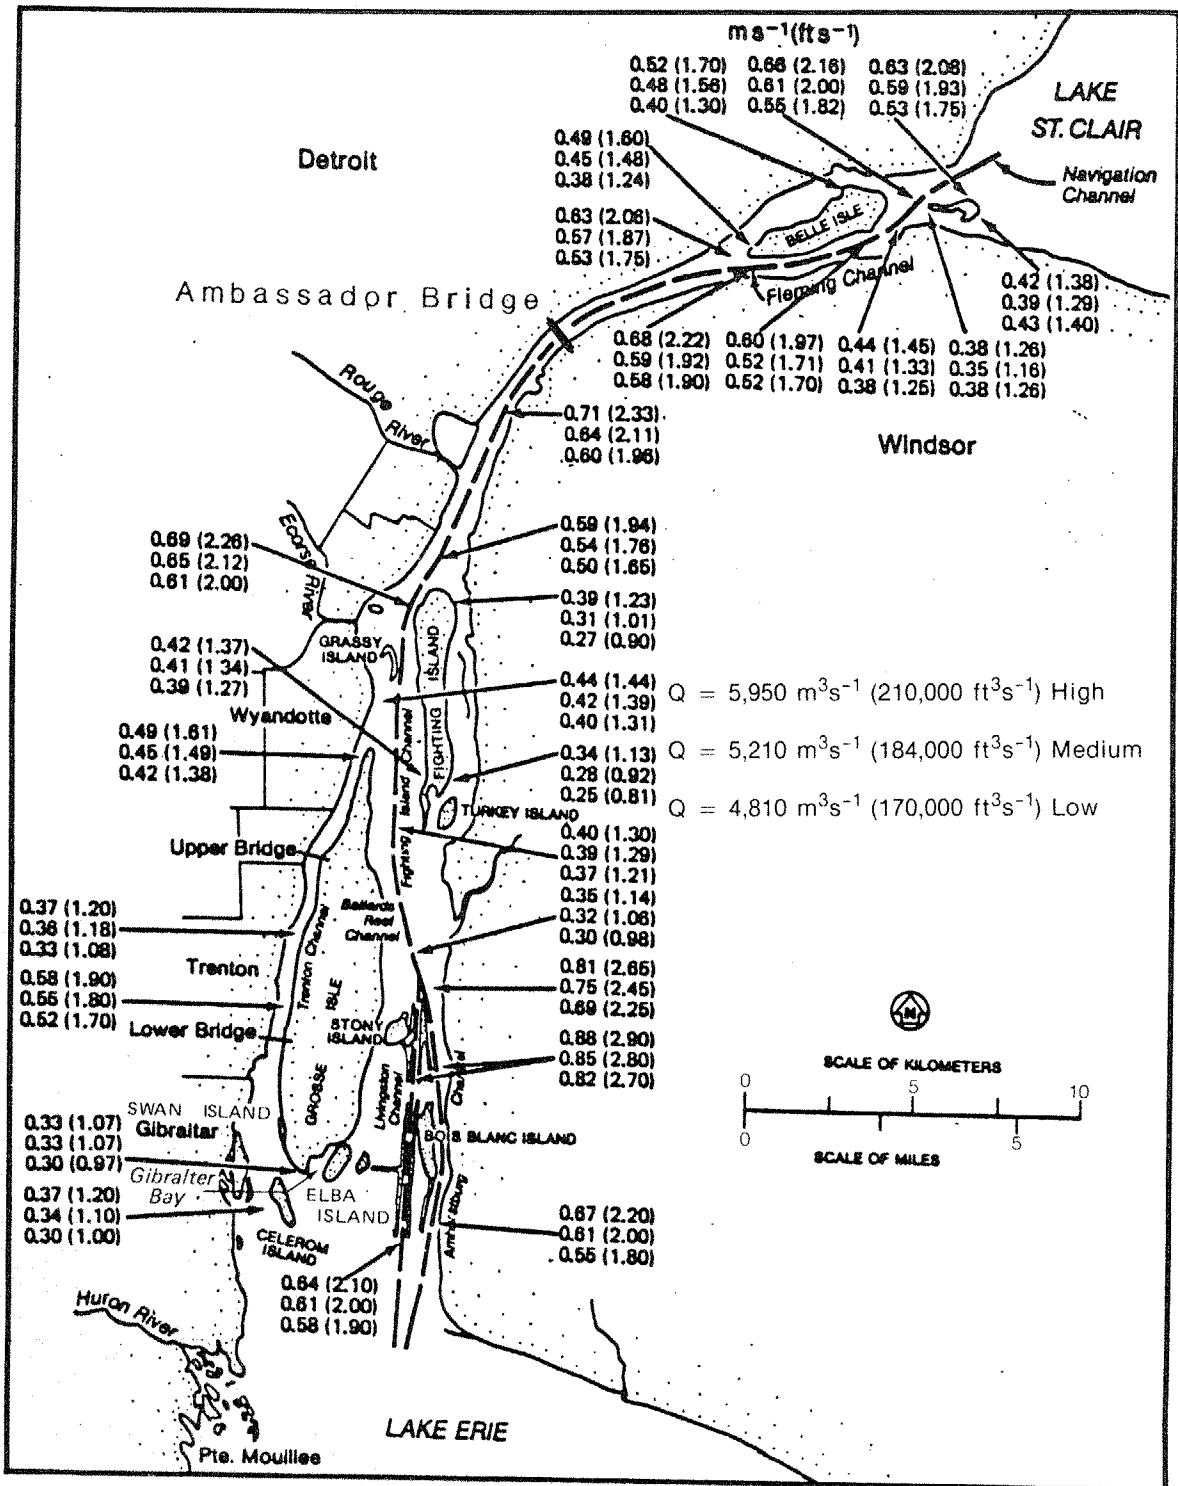 m s⁻¹(ft s⁻¹)
0.52 (1.70)
0.48 (1.56)
0.40 (1.30)
0.66 (2.16)
0.61 (2.00)
0.55 (1.82)
0.63 (2.08)
0.59 (1.93)
0.53 (1.75)
LAKE
ST. CLAIR
Detroit
0.49 (1.60)
0.45 (1.48)
0.38 (1.24)
Navigation
Channel
BELLE ISLE
0.63 (2.06)
0.57 (1.87)
0.53 (1.75)
Fleming Channel
0.42 (1.38)
0.39 (1.29)
0.43 (1.40)
Ambassador Bridge
0.68 (2.22)
0.59 (1.92)
0.58 (1.90)
0.60 (1.97)
0.52 (1.71)
0.52 (1.70)
0.44 (1.45)
0.41 (1.33)
0.38 (1.25)
0.38 (1.26)
0.35 (1.16)
0.38 (1.26)
Rouge
River
0.71 (2.33)
0.64 (2.11)
0.60 (1.96)
Windsor
Ecorse
River
0.69 (2.26)
0.65 (2.12)
0.61 (2.00)
0.59 (1.94)
0.54 (1.76)
0.50 (1.65)
0.39 (1.23)
0.31 (1.01)
0.27 (0.90)
GRASSY
ISLAND
FIGHTING ISLAND
0.42 (1.37)
0.41 (1.34)
0.39 (1.27)
0.44 (1.44)
0.42 (1.39)
0.40 (1.31)
Q = 5,950 m³s⁻¹ (210,000 ft³s⁻¹) High
Q = 5,210 m³s⁻¹ (184,000 ft³s⁻¹) Medium
Q = 4,810 m³s⁻¹ (170,000 ft³s⁻¹) Low
Wyandotte
0.49 (1.61)
0.45 (1.49)
0.42 (1.38)
0.34 (1.13)
0.28 (0.92)
0.25 (0.81)
Fighting Island Channel
TURKEY ISLAND
Upper Bridge
0.40 (1.30)
0.39 (1.29)
0.37 (1.21)
0.35 (1.14)
0.32 (1.06)
0.30 (0.98)
Ballards
Reef
Channel
0.37 (1.20)
0.36 (1.18)
0.33 (1.08)
Trenton Channel
Trenton
0.58 (1.90)
0.55 (1.80)
0.52 (1.70)
0.81 (2.65)
0.75 (2.45)
0.69 (2.25)
GROSSE ISLE
STONY
ISLAND
Lower Bridge
0.88 (2.90)
0.85 (2.80)
0.82 (2.70)
N
SCALE OF KILOMETERS
0 5 10
0 5
SCALE OF MILES
Livingston
Channel
SWAN ISLAND
Gibraltar
0.33 (1.07)
0.33 (1.07)
0.30 (0.97)
BOIS BLANC ISLAND
Gibralter
Bay
0.37 (1.20)
0.34 (1.10)
0.30 (1.00)
ELBA
ISLAND
Amherstburg Channel
CELEROM
ISLAND
0.67 (2.20)
0.61 (2.00)
0.55 (1.80)
0.64 (2.10)
0.61 (2.00)
0.58 (1.90)
Huron River
Pte. Mouillee
LAKE ERIE